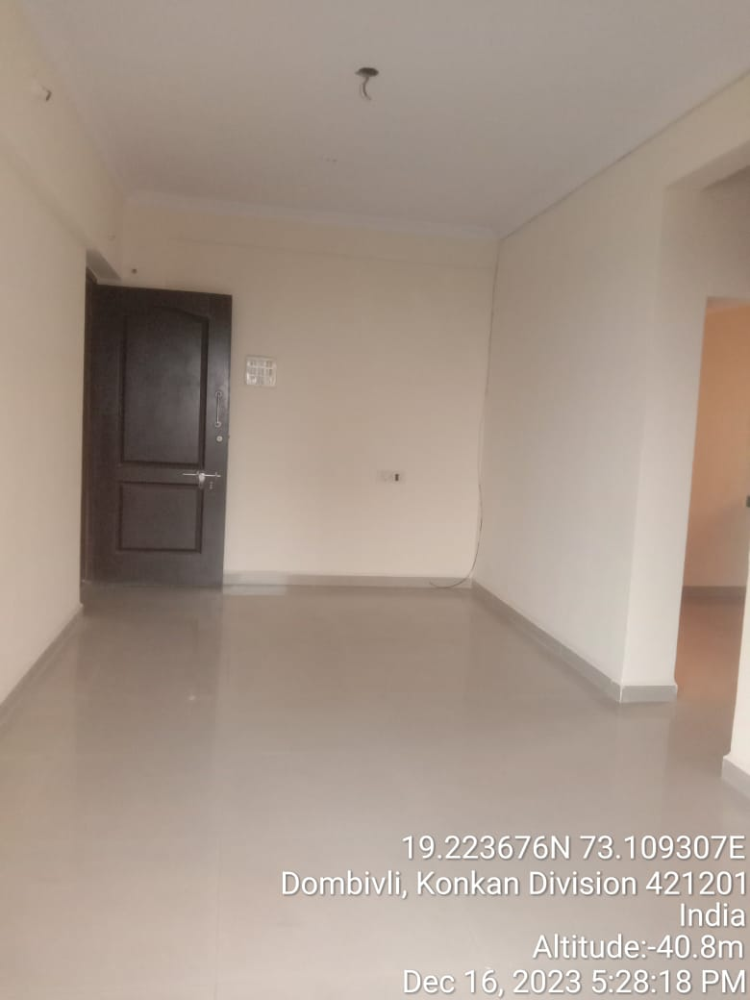 19.223676N 73.109307E
Dombivli, Konkan Division 421201
India
Altitude:-40.8m
Dec 16, 2023 5:28:18 PM